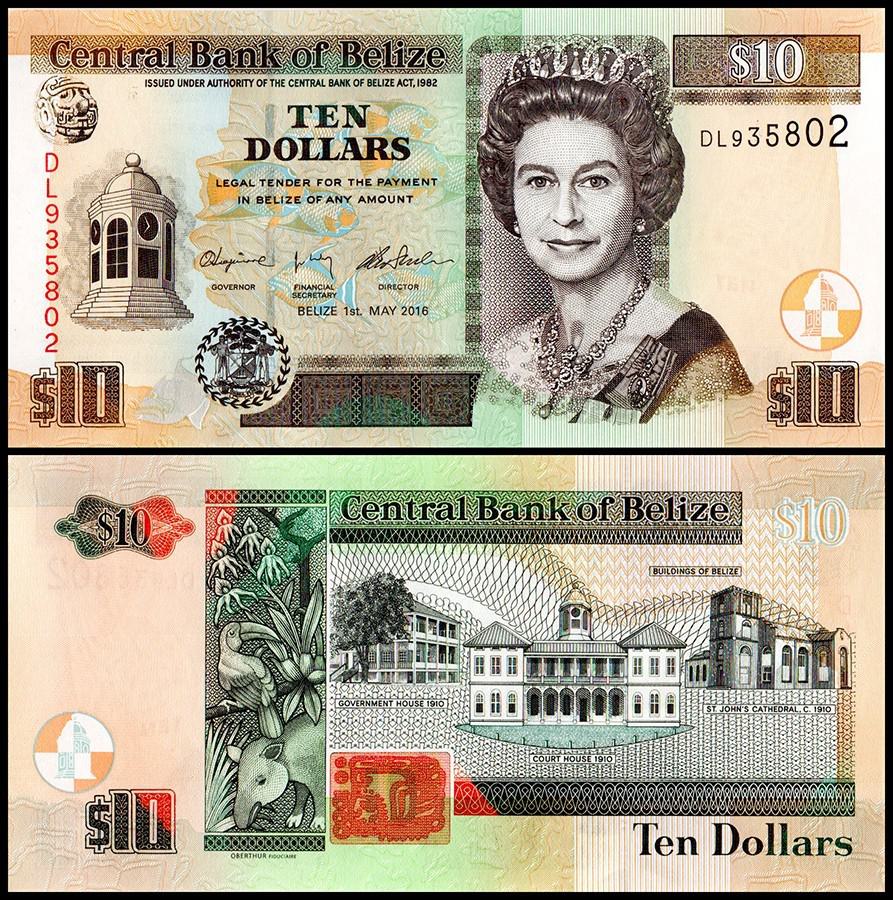 Central Bank of Belize
ISSUED UNDER AUTHORITY OF THE CENTRAL BANK OF BELIZE ACT, 1982
$10
TEN
DOLLARS
DL935802
LEGAL TENDER FOR THE PAYMENT
IN BELIZE OF ANY AMOUNT
DL935802
GOVERNOR
FINANCIAL
SECRETARY
DIRECTOR
BELIZE 1st. MAY 2016
$10
$10
$10
Central Bank of Belize
$10
BUILDINGS OF BELIZE
GOVERNMENT HOUSE 1910
ST. JOHN'S CATHEDRAL, C. 1910
COURT HOUSE 1910
$10
Ten Dollars
OBERTHUR FIDUCIAIRE